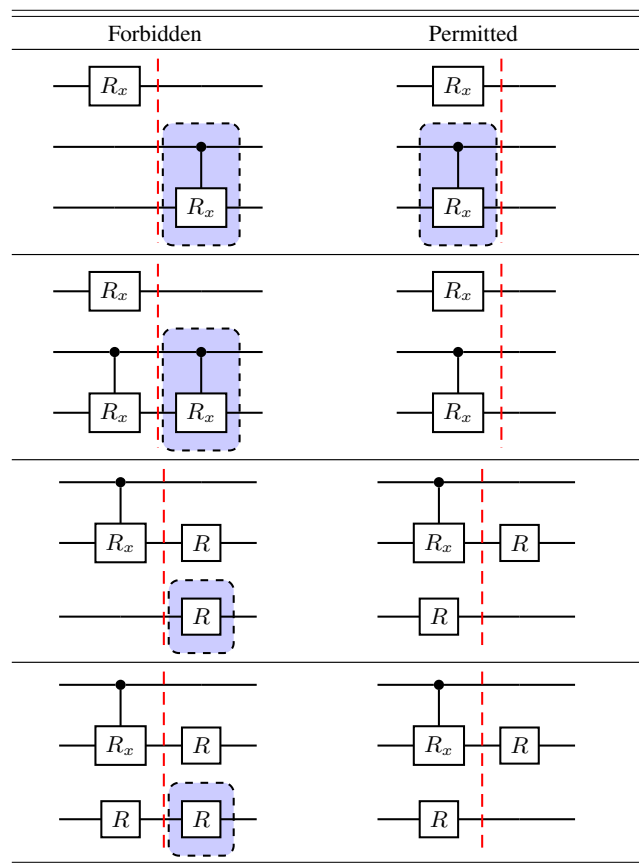 Forbidden Permitted
R_x R_x
R_x R_x
R_x R_x
R_x R_x R_x
R_x R R_x R
R R
R_x R R_x R
R R R